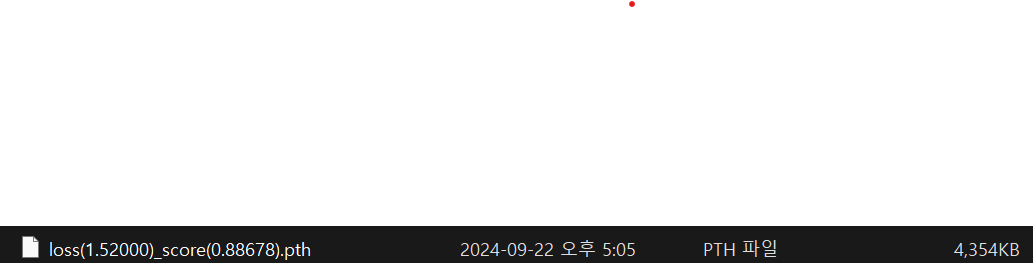 loss(1.52000)_score(0.88678).pth 2024-09-22 오후 5:05 PTH 파일 4,354KB